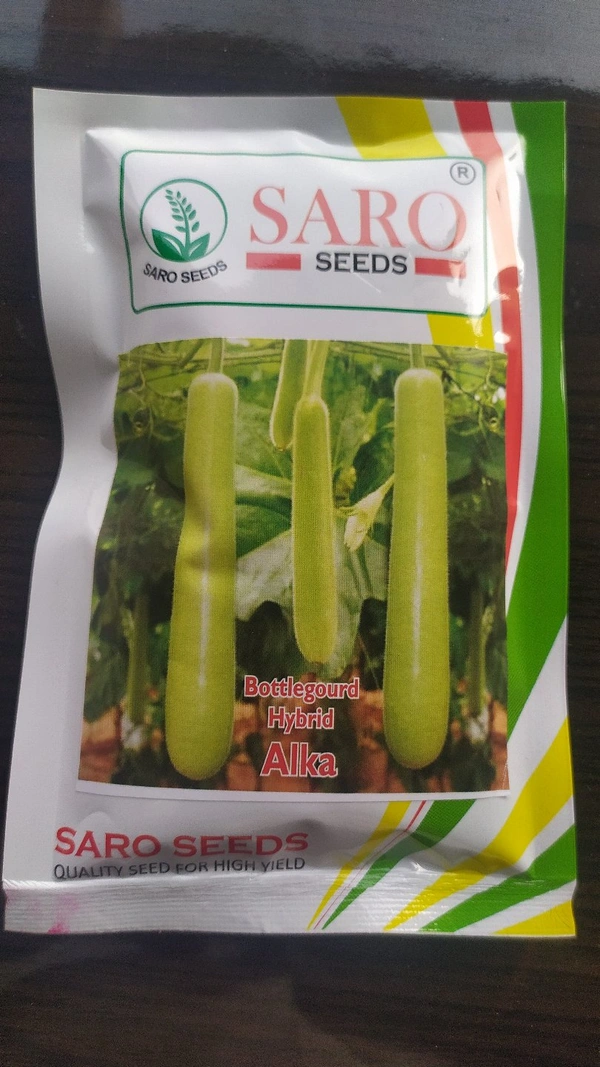 ®
SARO
SEEDS
SARO SEEDS
Bottlegourd
Hybrid
Alka
SARO SEEDS
QUALITY SEED FOR HIGH YIELD